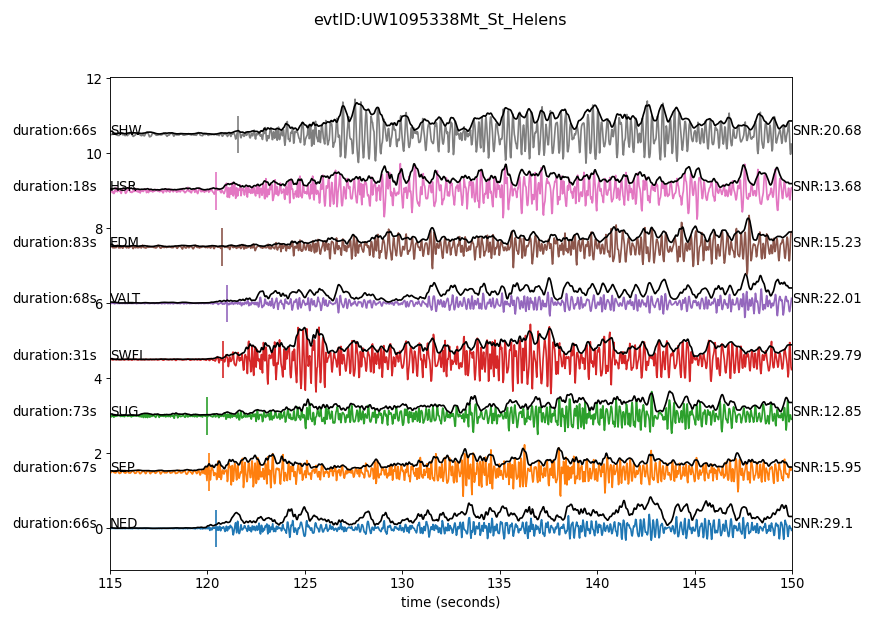 evtID:UW1095338Mt_St_Helens
12
duration:66s SHW SNR:20.68
10
duration:18s HSR SNR:13.68
8
duration:83s EDM SNR:15.23
duration:68s VALT SNR:22.01
6
duration:31s SWFL SNR:29.79
4
duration:73s SUG SNR:12.85
2
duration:67s SEP SNR:15.95
duration:66s NED SNR:29.1
0
115 120 125 130 135 140 145 150
time (seconds)